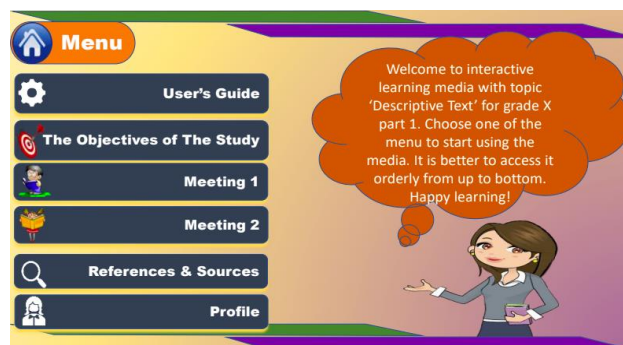 Menu
User's Guide
The Objectives of The Study
Meeting 1
Meeting 2
References & Sources
Profile
Welcome to interactive
learning media with topic
‘Descriptive Text’ for grade X
part 1. Choose one of the
menu to start using the
media. It is better to access it
orderly from up to bottom.
Happy learning!